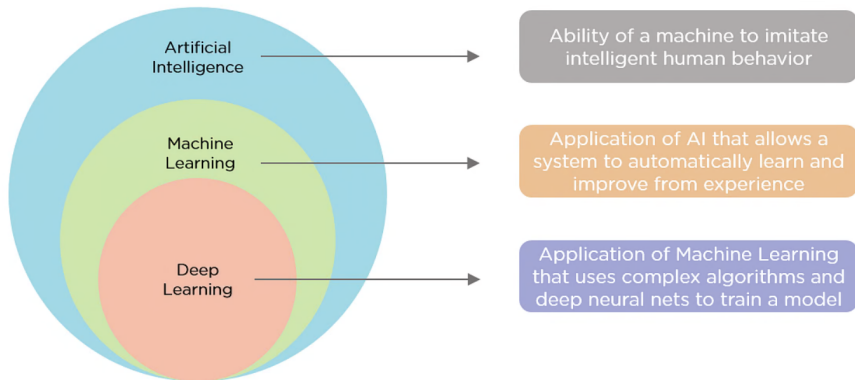 Artificial
Intelligence
Ability of a machine to imitate
intelligent human behavior
Machine
Learning
Application of AI that allows a
system to automatically learn and
improve from experience
Deep
Learning
Application of Machine Learning
that uses complex algorithms and
deep neural nets to train a model